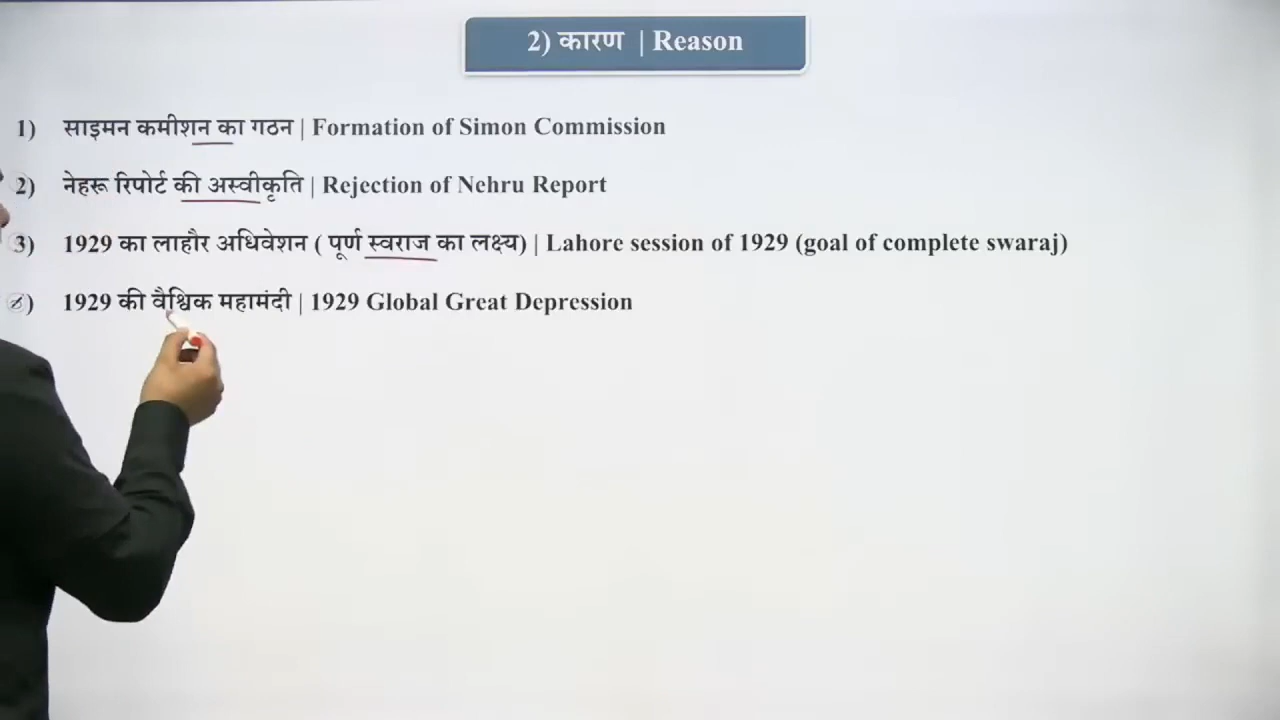 2) कारण | Reason
1) साइमन कमीशन का गठन | Formation of Simon Commission
2) नेहरू रिपोर्ट की अस्वीकृति | Rejection of Nehru Report
3) 1929 का लाहौर अधिवेशन ( पूर्ण स्वराज का लक्ष्य) | Lahore session of 1929 (goal of complete swaraj)
) 1929 की वैश्विक महामंदी | 1929 Global Great Depression